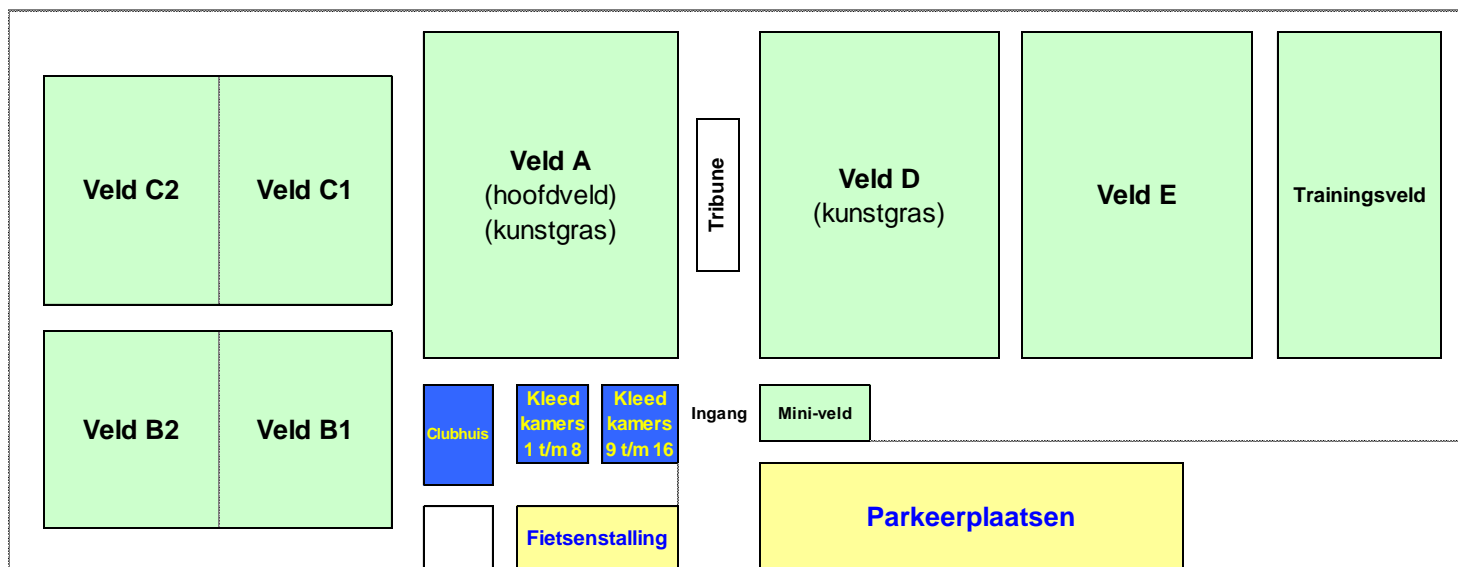 Veld C2
Veld C1
Veld A
(hoofdveld)
(kunstgras)
Tribune
Veld D
(kunstgras)
Veld E
Trainingsveld
Veld B2
Veld B1
Clubhuis
Kleed
kamers
1 t/m 8
Kleed
kamers
9 t/m 16
Ingang
Mini-veld
Fietsenstalling
Parkeerplaatsen